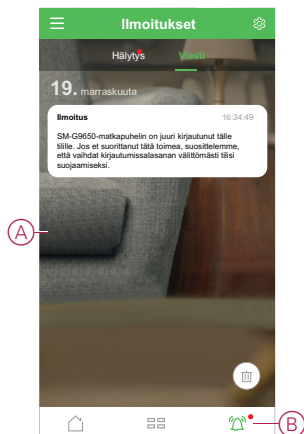 Ilmoitukset
Hälytys Viesti
19. marraskuuta
Ilmoitus 16:34:49
SM-G9650-matkapuhelin on juuri kirjautunut tälle
tilille. Jos et suorittanut tätä toimea, suosittelemme,
että vaihdat kirjautumissalasanan välittömästi tilisi
suojaamiseksi.
A
B